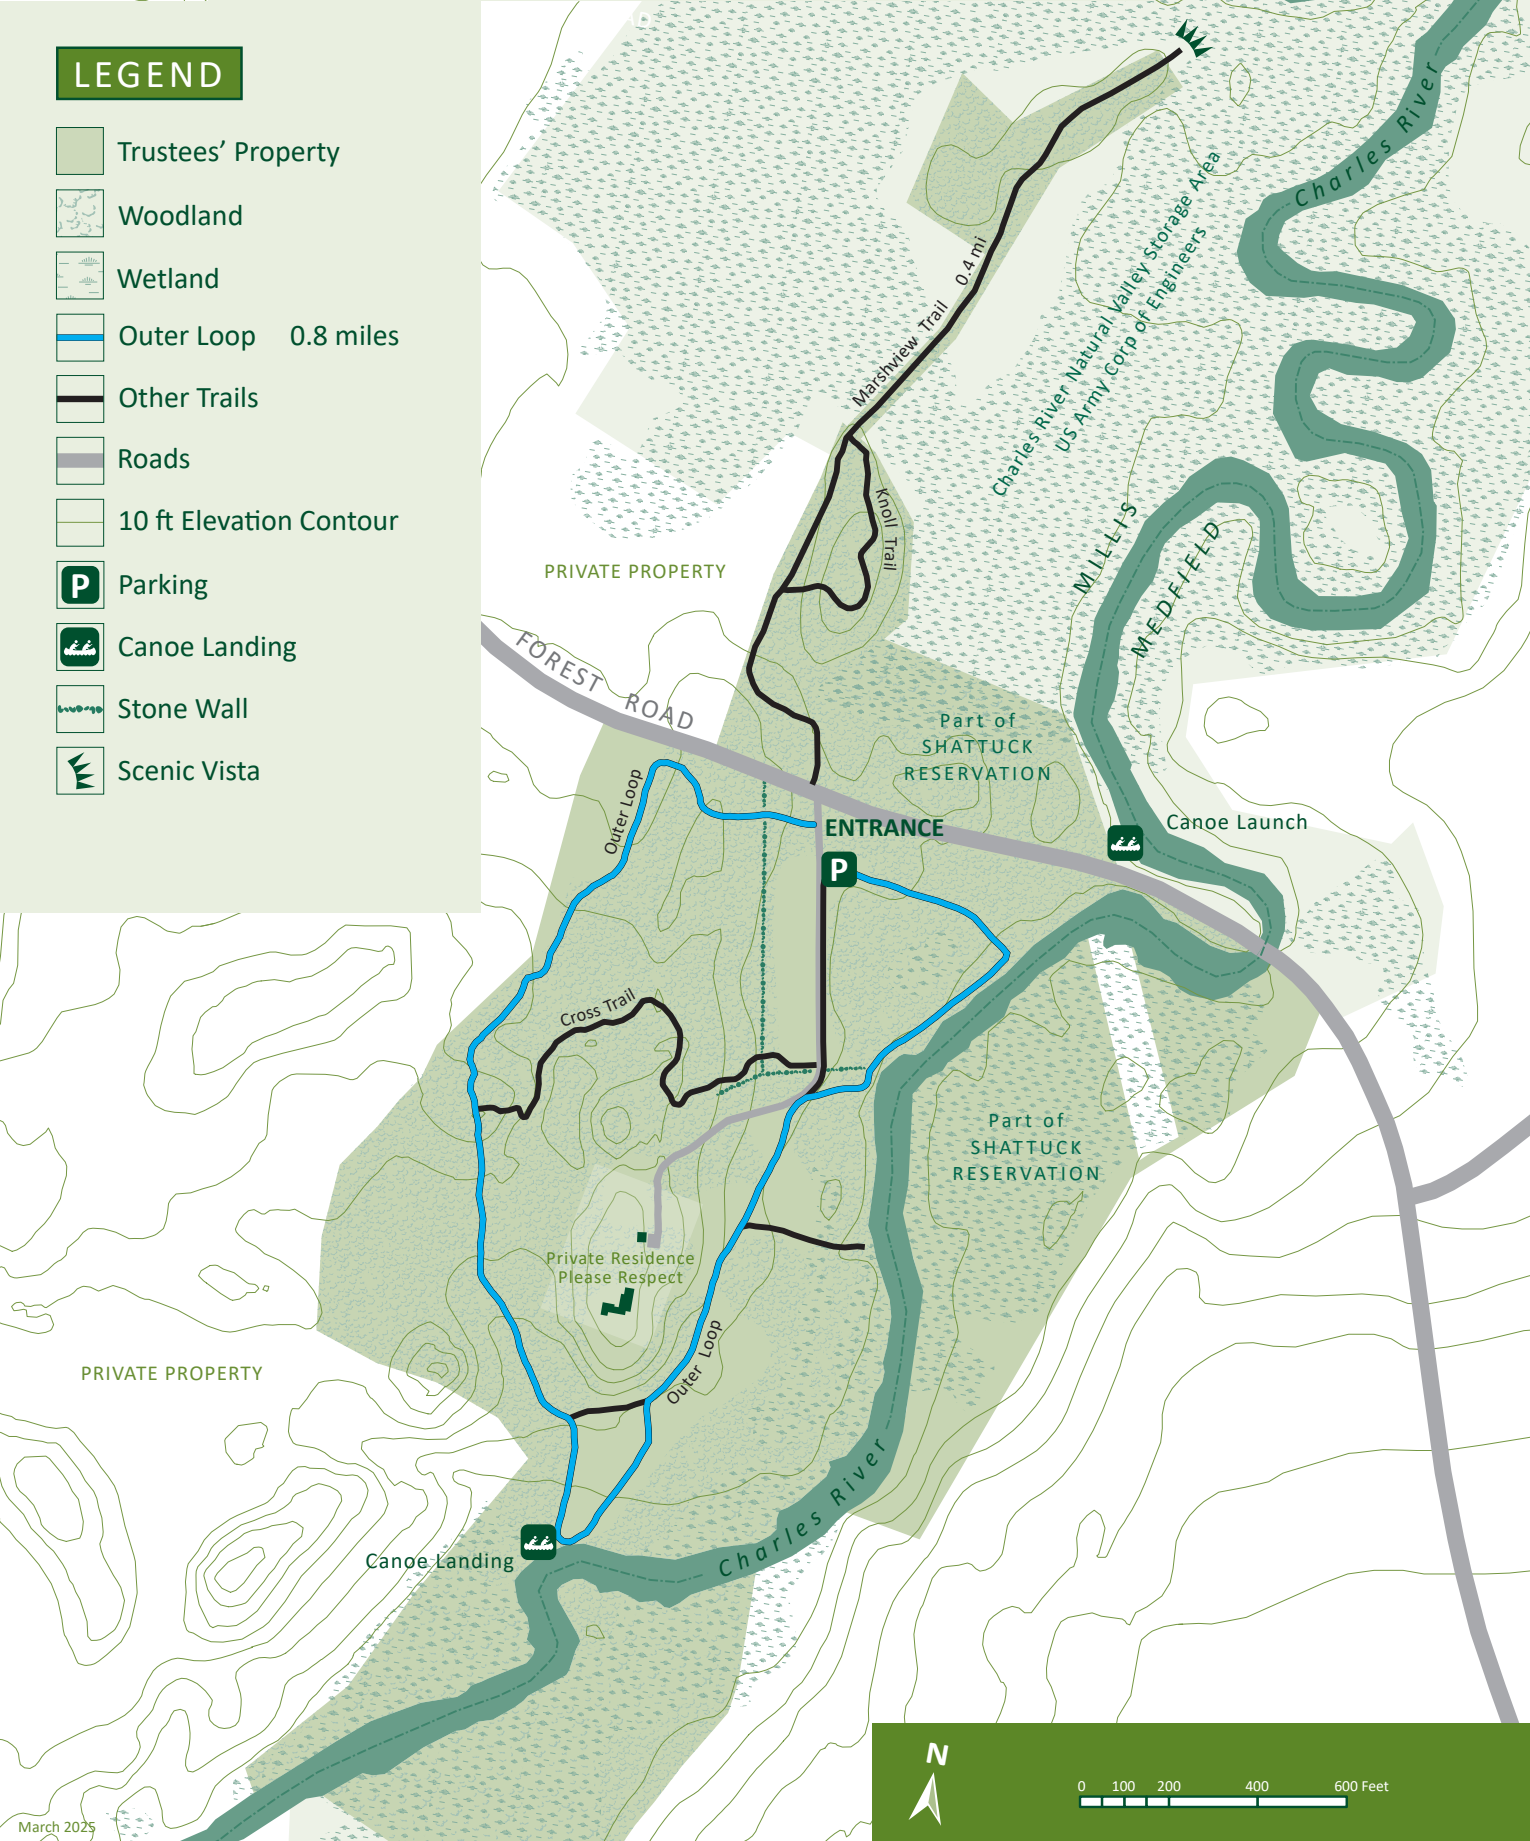 LEGEND
Trustees’ Property
Woodland
Wetland
Outer Loop 0.8 miles
Other Trails
Roads
10 ft Elevation Contour
P Parking
Canoe Landing
Stone Wall
Scenic Vista
Charles River
Charles River Natural Valley Storage Area
US Army Corp of Engineers
Marshview Trail 0.4 mi
Knoll Trail
MILLIS
MEDFIELD
PRIVATE PROPERTY
FOREST ROAD
Part of
SHATTUCK
RESERVATION
Outer Loop
ENTRANCE
P
Canoe Launch
Cross Trail
Part of
SHATTUCK
RESERVATION
Private Residence
Please Respect
Outer Loop
PRIVATE PROPERTY
Charles River
Canoe Landing
N
0 100 200 400 600 Feet
March 2025